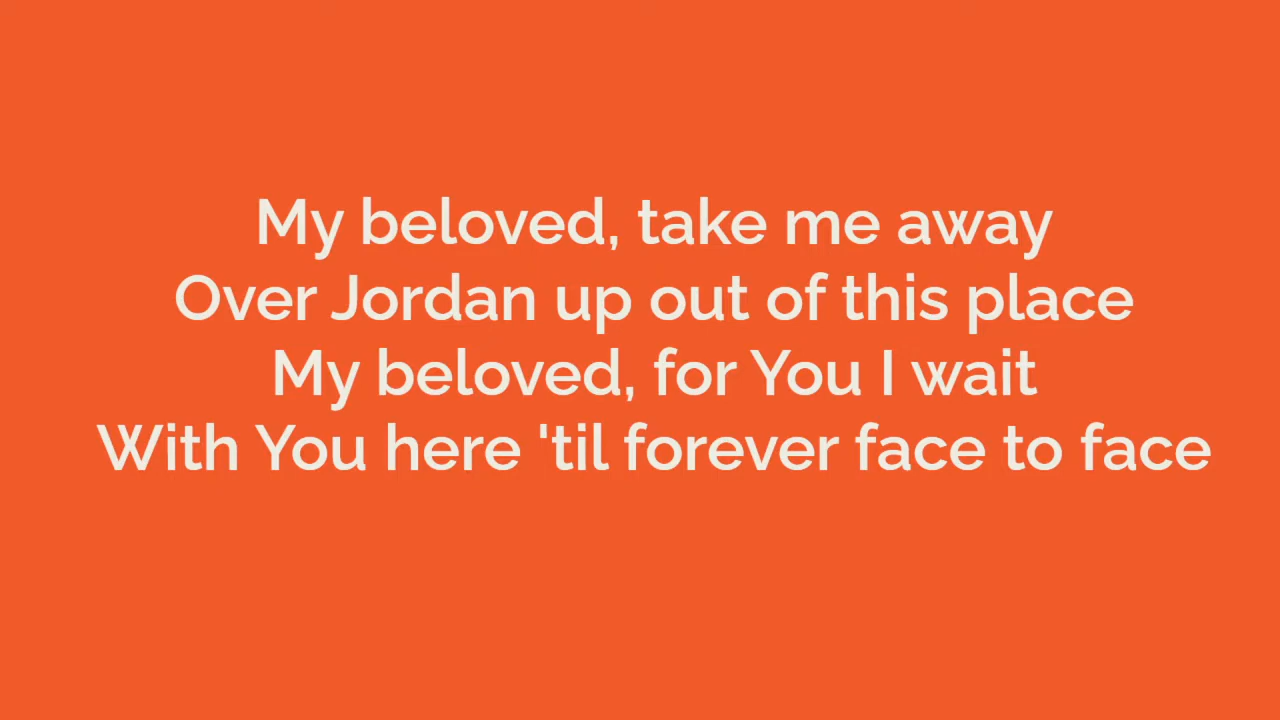 My beloved, take me away
Over Jordan up out of this place
My beloved, for You I wait
With You here 'til forever face to face